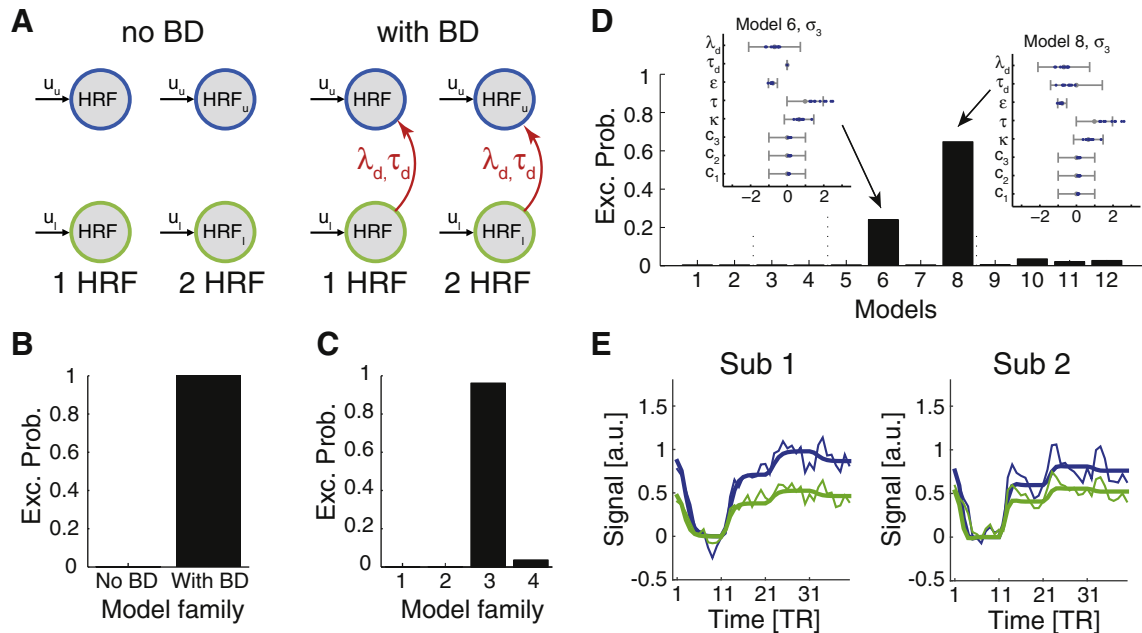 A
no BD
with BD
u_u
HRF
u_u
HRF_u
u_u
HRF
u_u
HRF_u
λ_d, τ_d
λ_d, τ_d
u_l
HRF
u_l
HRF_l
u_l
HRF
u_l
HRF_l
1 HRF
2 HRF
1 HRF
2 HRF
B
Exc. Prob.
1
0.8
0.6
0.4
0.2
0
No BD
With BD
Model family
C
Exc. Prob.
1
0.8
0.6
0.4
0.2
0
1 2 3 4
Model family
D
Exc. Prob.
1
0.8
0.6
0.4
0.2
0
1 2 3 4 5 6 7 8 9 10 11 12
Models
Model 6, σ_3
λ_d
τ_d
ε
τ
κ
c_3
c_2
c_1
−2 0 2
Model 8, σ_3
λ_d
τ_d
ε
τ
κ
c_3
c_2
c_1
−2 0 2
E
Sub 1
Signal [a.u.]
1.5
1
0.5
0
-0.5
1 11 21 31
Time [TR]
Sub 2
Signal [a.u.]
1.5
1
0.5
0
-0.5
1 11 21 31
Time [TR]